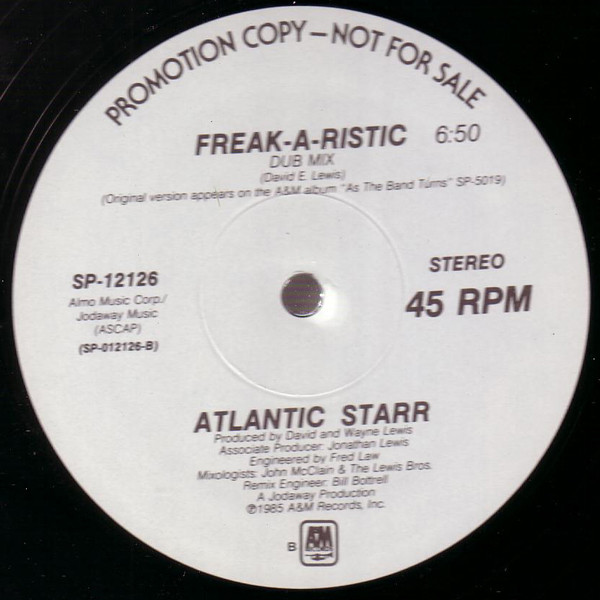 PROMOTION COPY — NOT FOR SALE
FREAK-A-RISTIC 6:50
DUB MIX
(David E. Lewis)
(Original version appears on the A&M album "As The Band Turns" SP-5019)
SP-12126
Almo Music Corp./
Jodaway Music
(ASCAP)
(SP-012126-B)
STEREO
45 RPM
ATLANTIC STARR
Produced by David and Wayne Lewis
Associate Producer: Jonathan Lewis
Engineered by Fred Law
Mixologists: John McClain & The Lewis Bros.
Remix Engineer: Bill Bottrell
A Jodaway Production
℗1985 A&M Records, Inc.
B A&M